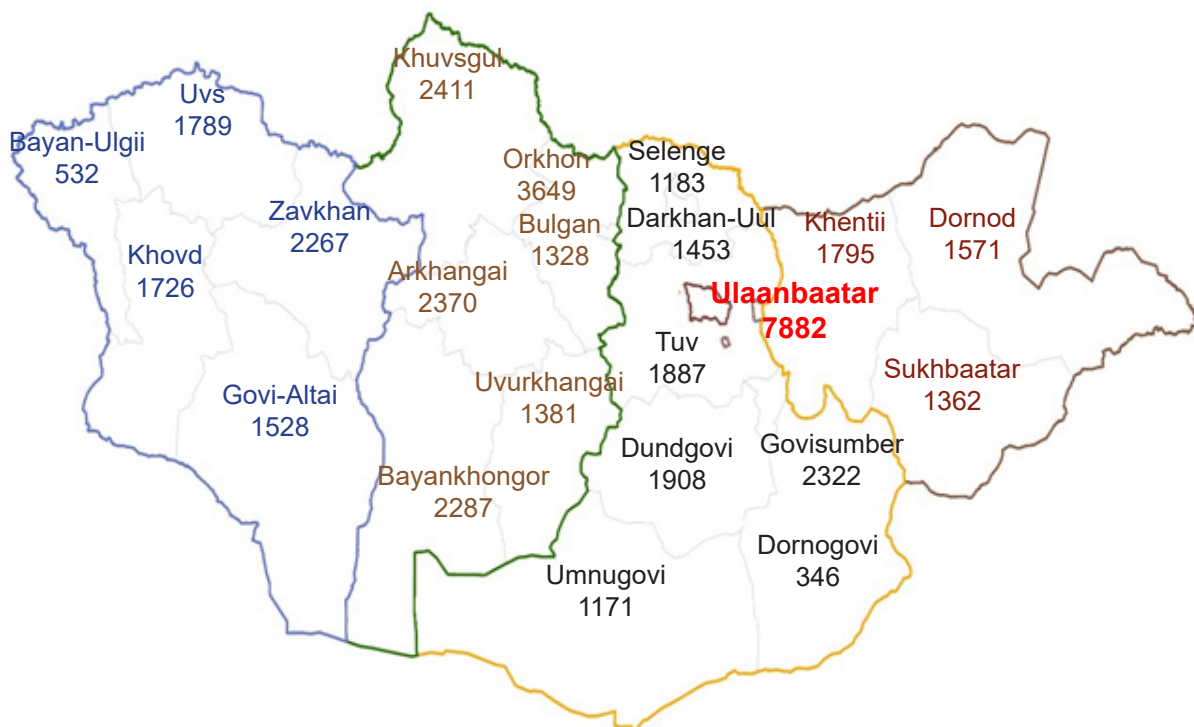 Khuvsgul
2411
Uvs
1789
Bayan-Ulgii
532
Orkhon
3649
Selenge
1183
Zavkhan
2267
Bulgan
1328
Darkhan-Uul
1453
Khentii
1795
Dornod
1571
Khovd
1726
Arkhangai
2370
Ulaanbaatar
7882
Tuv
1887
Sukhbaatar
1362
Govi-Altai
1528
Uvurkhangai
1381
Dundgovi
1908
Govisumber
2322
Bayankhongor
2287
Umnugovi
1171
Dornogovi
346